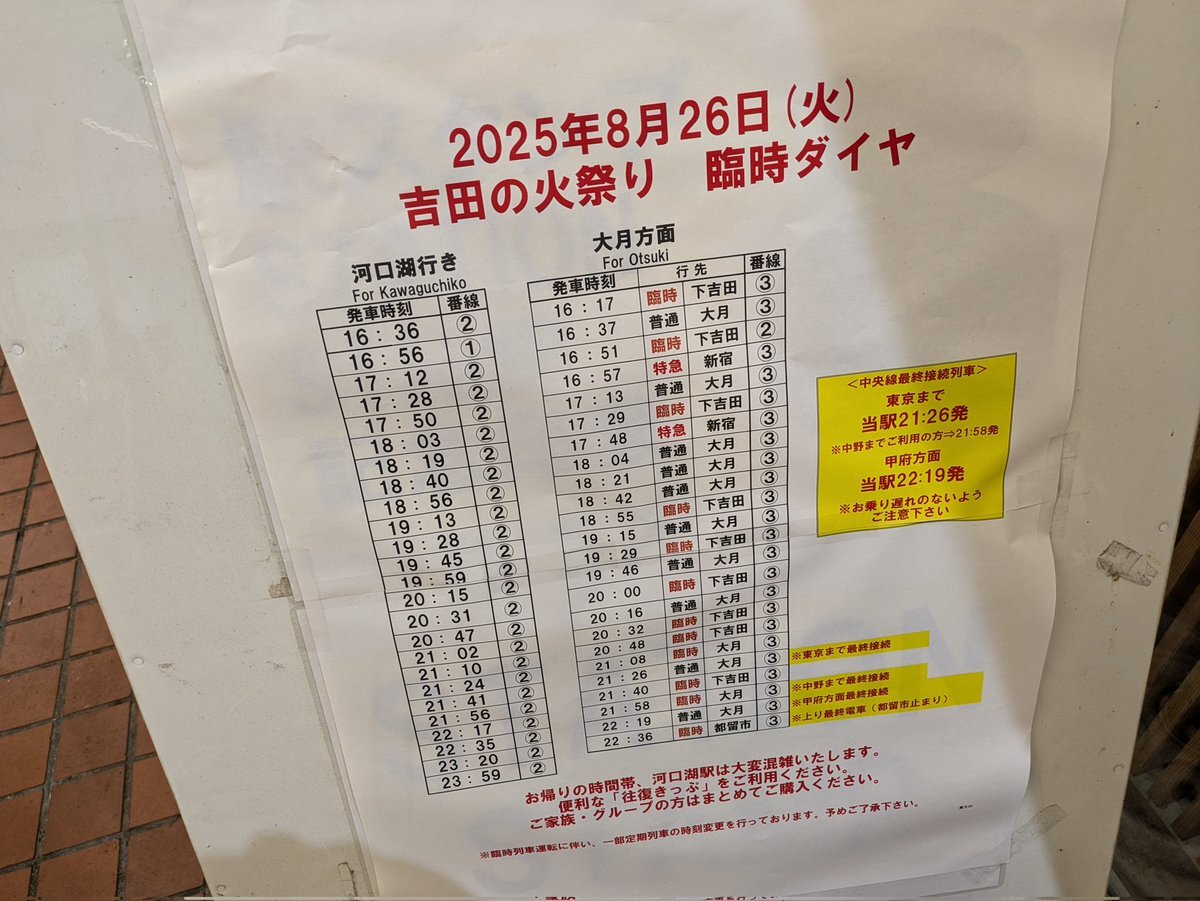 2025年8月26日(火)
吉田の火祭り 臨時ダイヤ
河口湖行き
For Kawaguchiko
発車時刻 番線
16:36 ②
16:56 ①
17:12 ②
17:28 ②
17:50 ②
18:03 ②
18:19 ②
18:40 ②
18:56 ②
19:13 ②
19:28 ②
19:45 ②
19:59 ②
20:15 ②
20:31 ②
20:47 ②
21:02 ②
21:10 ②
21:24 ②
21:41 ②
21:56 ②
22:17 ②
22:35 ②
23:20 ②
23:59 ②
大月方面
For Otsuki
発車時刻 行先 番線
16:17 臨時 下吉田 ③
16:37 普通 大月 ③
16:51 臨時 下吉田 ②
16:57 特急 新宿 ③
17:13 普通 大月 ③
17:29 臨時 下吉田 ③
17:48 特急 新宿 ③
18:04 普通 大月 ③
18:21 普通 大月 ③
18:42 普通 大月 ③
18:55 臨時 下吉田 ③
19:15 普通 大月 ③
19:29 臨時 下吉田 ③
19:46 普通 大月 ③
20:00 臨時 下吉田 ③
20:16 普通 大月 ③
20:32 臨時 下吉田 ③
20:48 臨時 下吉田 ③
21:08 臨時 大月 ③
21:26 普通 大月 ③ ※東京まで最終接続
21:40 臨時 下吉田 ③
21:58 臨時 大月 ③ ※中野まで最終接続
22:19 普通 大月 ③ ※甲府方面最終接続
22:36 臨時 都留市 ③ ※上り最終電車（都留市止まり）
＜中央線最終接続列車＞
東京まで
当駅21:26発
※中野までご利用の方⇒21:58発
甲府方面
当駅22:19発
※お乗り遅れのないよう
ご注意下さい
お帰りの時間帯、河口湖駅は大変混雑いたします。
便利な「往復きっぷ」をご利用ください。
ご家族・グループの方はまとめてご購入ください。
※臨時列車運転に伴い、一部定期列車の時刻変更を行っております。予めご了承下さい。